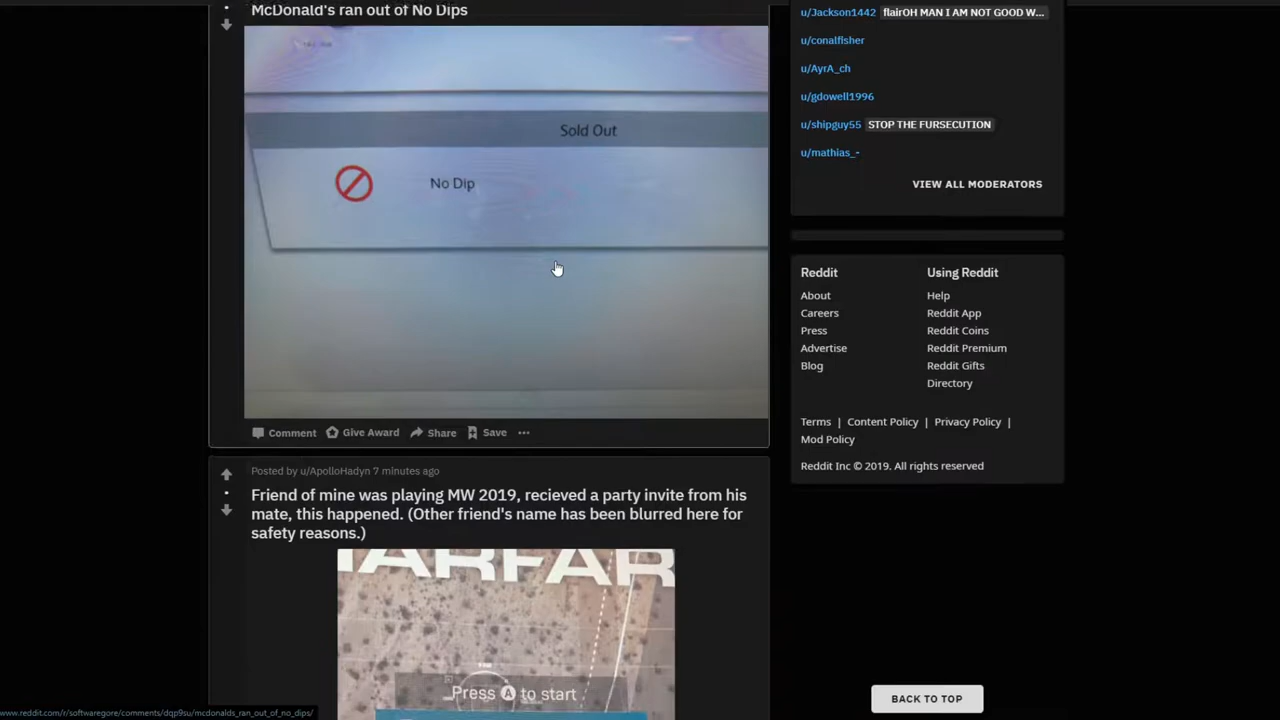 McDonald's ran out of No Dips
Sold Out
No Dip
Comment Give Award Share Save
Posted by u/ApolloHadyn 7 minutes ago
Friend of mine was playing MW 2019, recieved a party invite from his
mate, this happened. (Other friend's name has been blurred here for
safety reasons.)
ARFAR
Press A to start
u/Jackson1442 flairOH MAN I AM NOT GOOD W...
u/conalfisher
u/AyrA_ch
u/gdowell1996
u/shipguy55 STOP THE FURSECUTION
u/mathias_-
VIEW ALL MODERATORS
Reddit Using Reddit
About Help
Careers Reddit App
Press Reddit Coins
Advertise Reddit Premium
Blog Reddit Gifts
Directory
Terms | Content Policy | Privacy Policy |
Mod Policy
Reddit Inc © 2019. All rights reserved
BACK TO TOP
www.reddit.com/r/softwaregore/comments/dqp9su/mcdonalds_ran_out_of_no_dips/